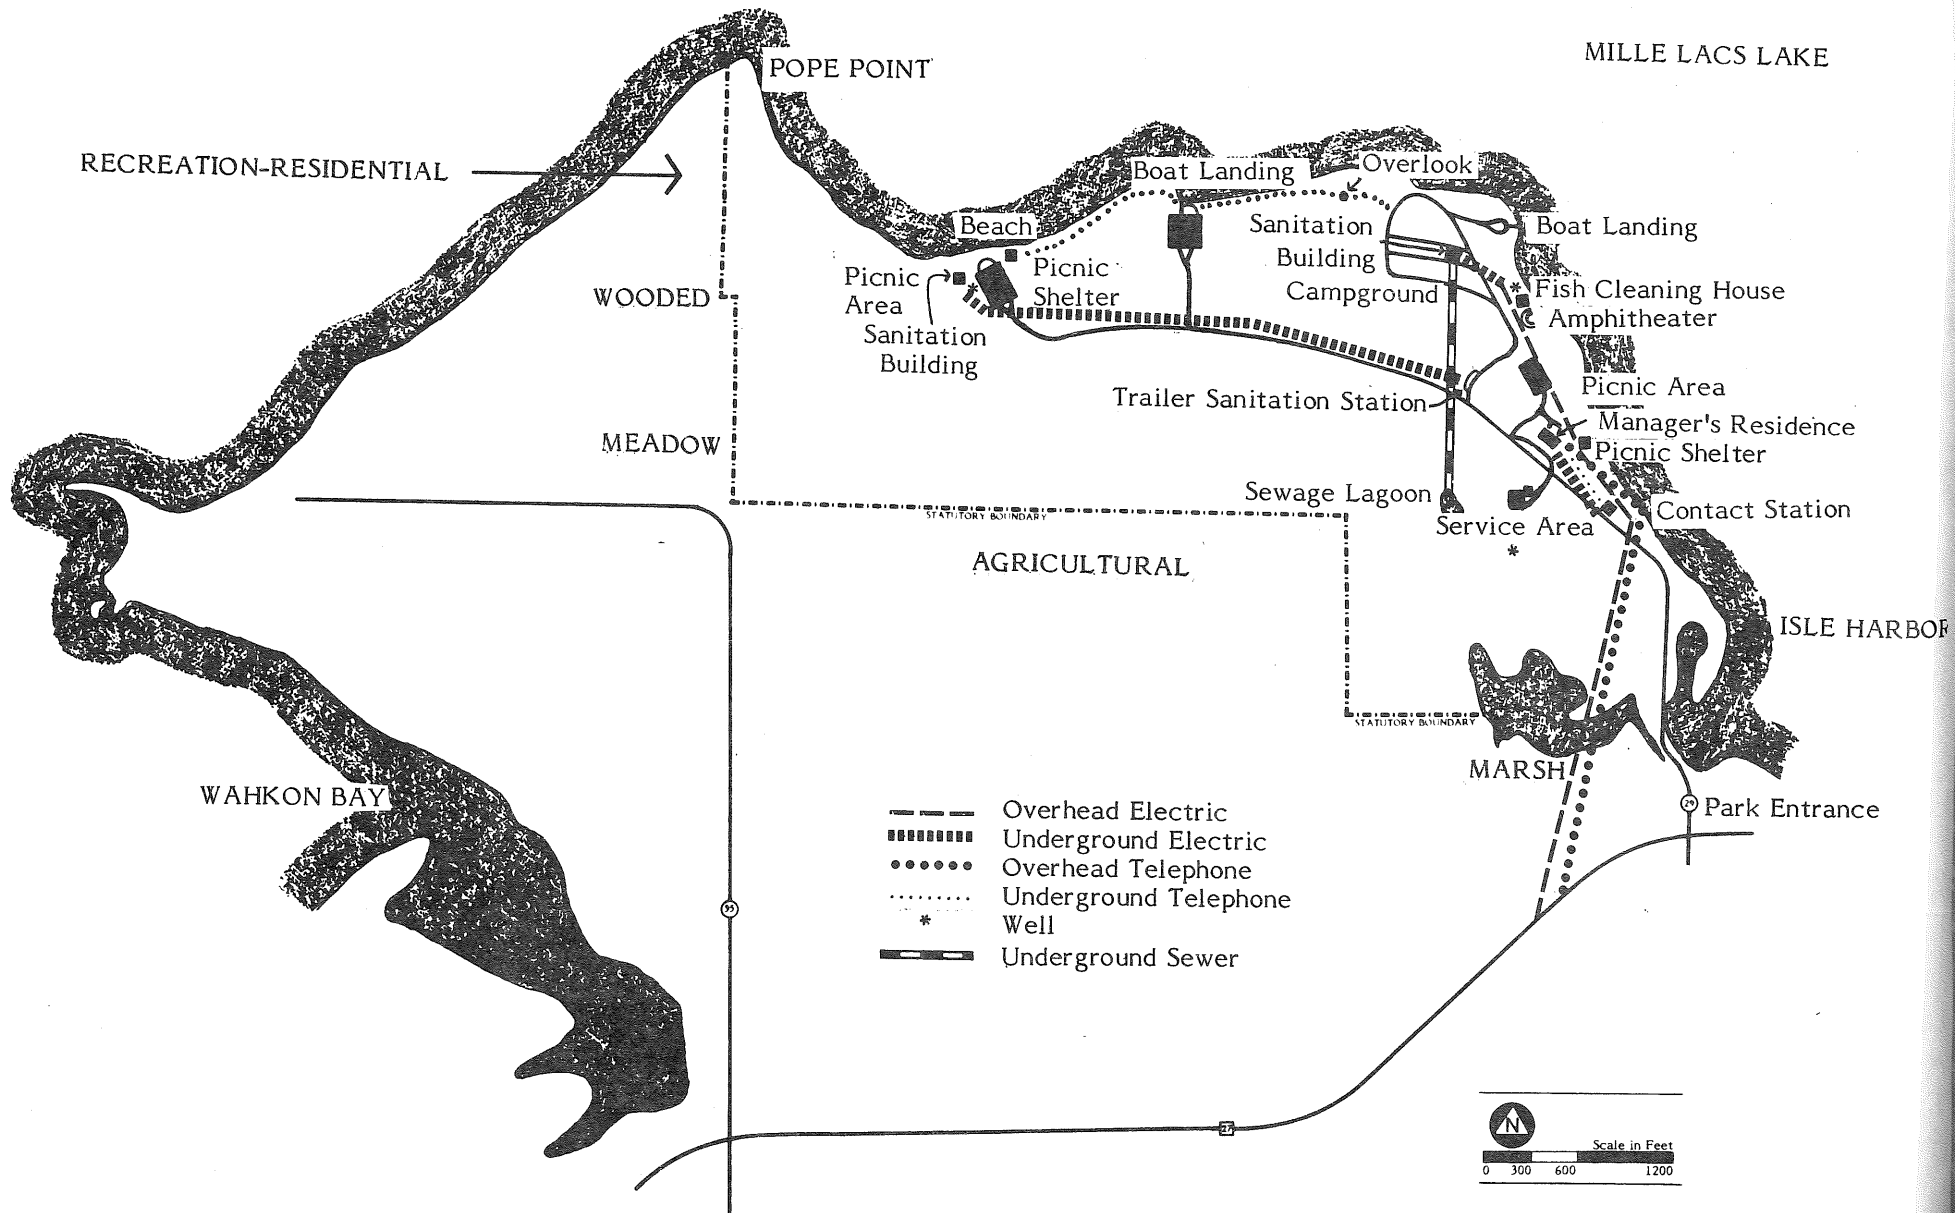 MILLE LACS LAKE
POPE POINT
RECREATION-RESIDENTIAL
Boat Landing
Overlook
Beach
Sanitation
Building
Campground
Boat Landing
Picnic
Area
Sanitation
Building
Picnic
Shelter
Fish Cleaning House
Amphitheater
WOODED
Trailer Sanitation Station
Picnic Area
Manager's Residence
Picnic Shelter
MEADOW
Sewage Lagoon
Service Area
Contact Station
STATUTORY BOUNDARY
AGRICULTURAL
ISLE HARBOR
STATUTORY BOUNDARY
MARSH
WAHKON BAY
29
Park Entrance
Overhead Electric
Underground Electric
Overhead Telephone
Underground Telephone
* Well
Underground Sewer
27
N
Scale in Feet
0 300 600 1200